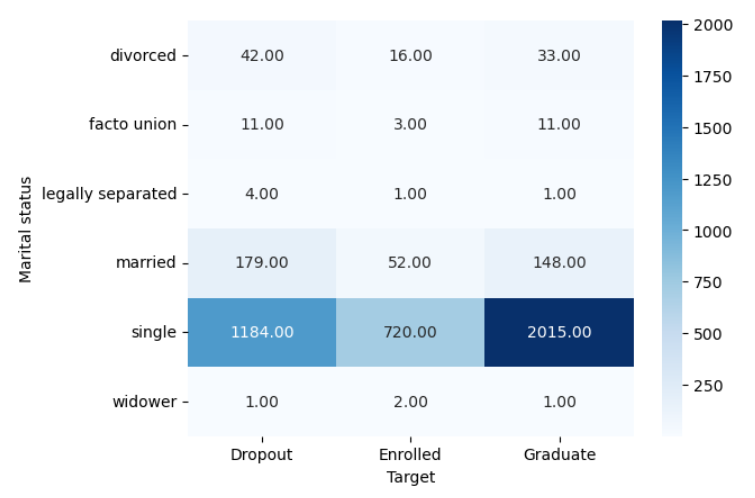 divorced 42.00 16.00 33.00
facto union 11.00 3.00 11.00
legally separated 4.00 1.00 1.00
married 179.00 52.00 148.00
single 1184.00 720.00 2015.00
widower 1.00 2.00 1.00
Dropout Enrolled Graduate
Target
Marital status
2000
1750
1500
1250
1000
750
500
250